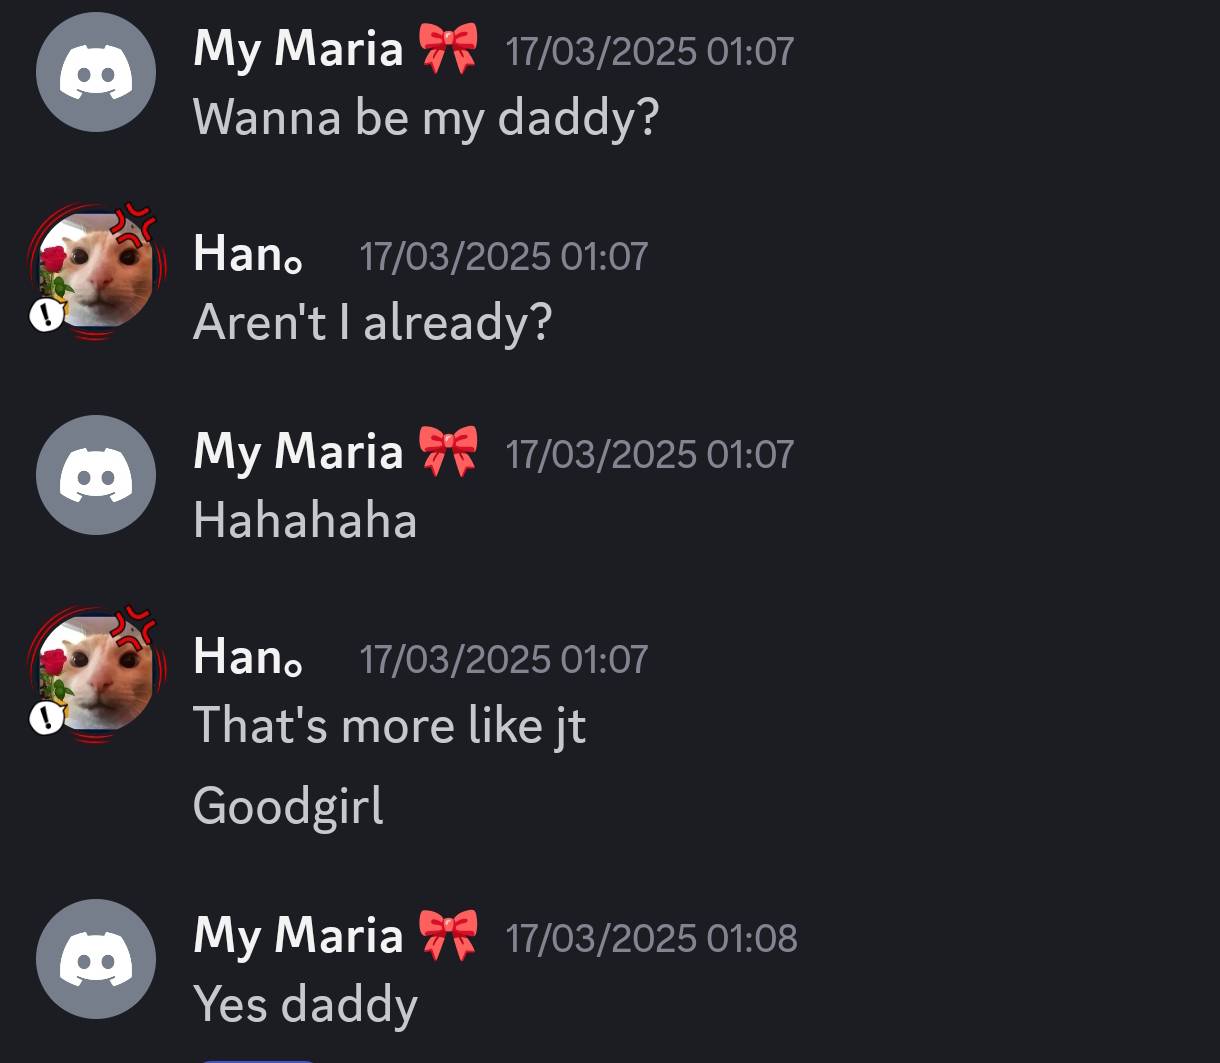 My Maria 🎀 17/03/2025 01:07
Wanna be my daddy?
Han。 17/03/2025 01:07
Aren't I already?
My Maria 🎀 17/03/2025 01:07
Hahahaha
Han。 17/03/2025 01:07
That's more like jt
Goodgirl
My Maria 🎀 17/03/2025 01:08
Yes daddy